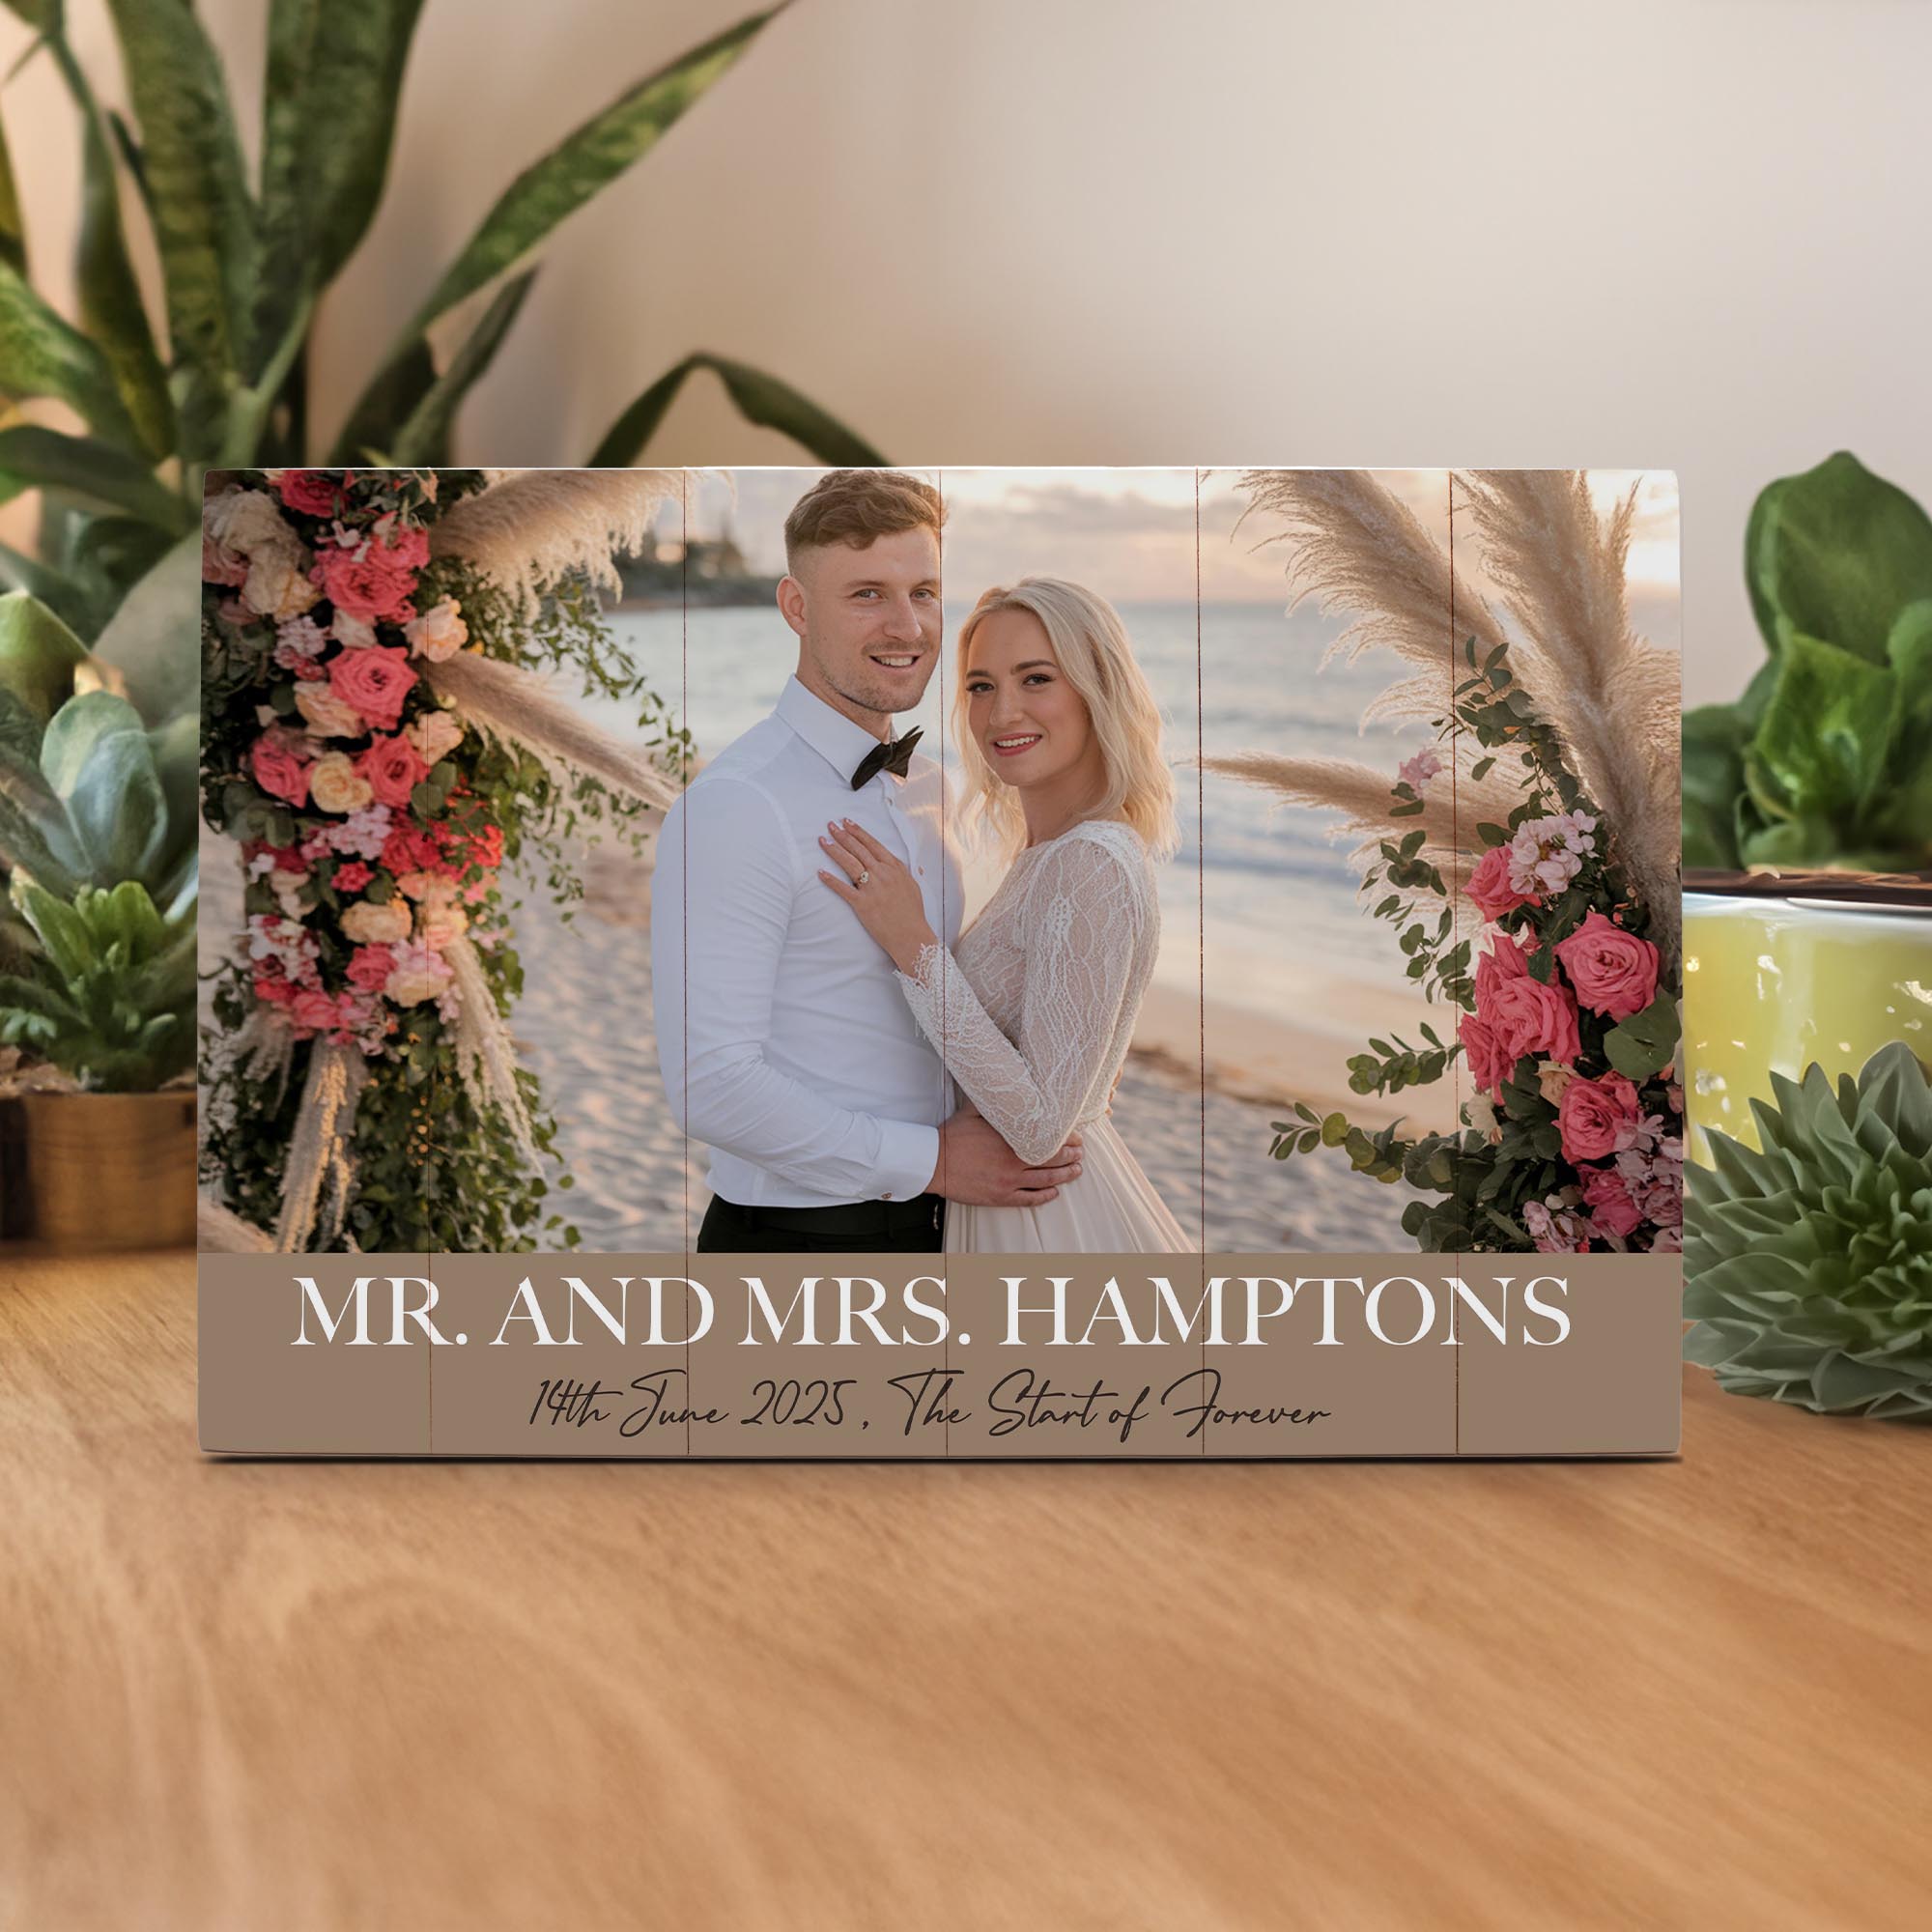 MR. AND MRS. HAMPTONS
14th June 2025, The Start of Forever